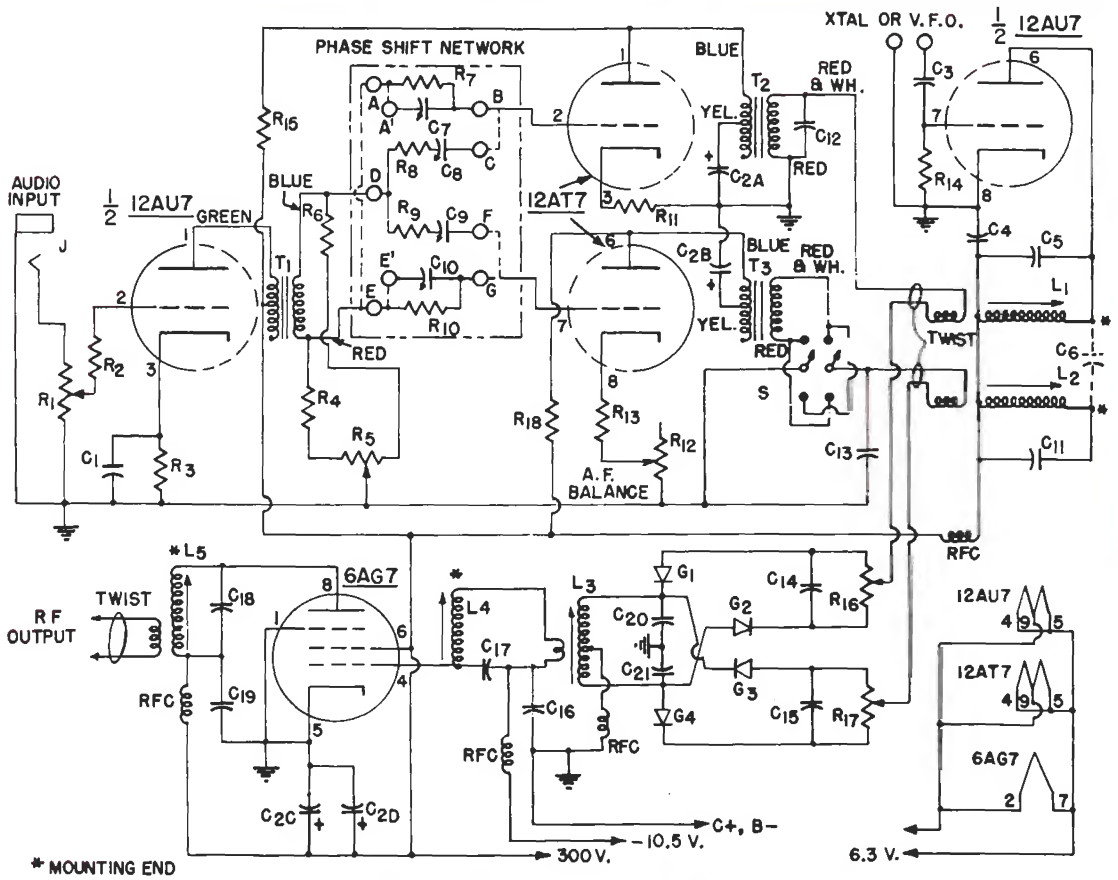 XTAL OR V.F.O.
1/2 12AU7
PHASE SHIFT NETWORK
BLUE
RED & WH.
T2
C3
6
1
R7
A
B
A'
C7
2
YEL.
C12
7
R15
R8
C8
C
C2A
RED
R14
8
AUDIO INPUT
J
1/2 12AU7
BLUE
R6
D
3
R11
12AT7
GREEN
R9
C9
F
6
C2B
BLUE
T3
RED & WH.
C4
C5
1
T1
E'
C10
E
G
R10
7
YEL.
RED
L1
TWIST
*
2
RED
C6
R1
R2
3
R4
8
S
L2
*
R18
R13
R12
C1
R3
R5
A.F. BALANCE
C13
C11
RFC
*L5
6AG7
*
8
G1
L3
C14
R16
TWIST
RF OUTPUT
C18
1
6
L4
C20
G2
12AU7
4 9 5
C17
C21
G3
12AT7
4 9 5
RFC
C19
4
5
C16
G4
C15
R17
RFC
RFC
6AG7
2 7
C2C
C2D
C+, B-
-10.5 V.
300 V.
6.3 V.
* MOUNTING END